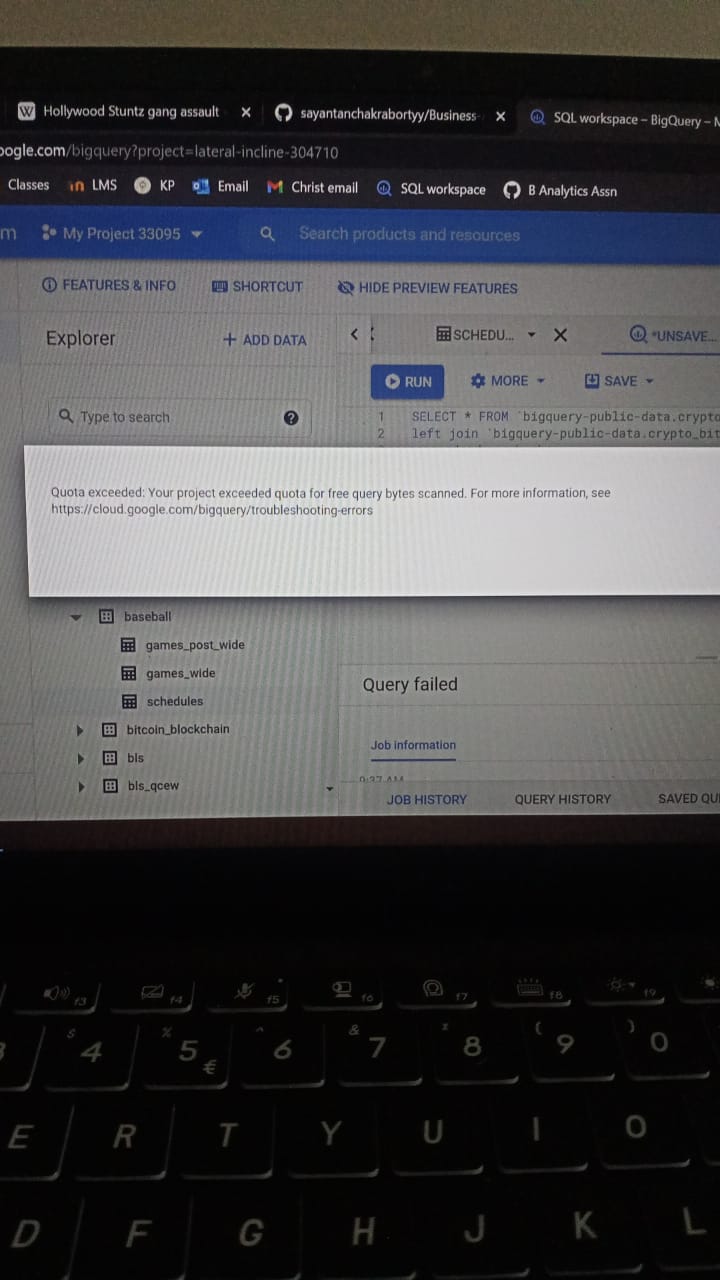 Hollywood Stuntz gang assault
sayantanchakrabortyy/Business-
SQL workspace – BigQuery –
oogle.com/bigquery?project=lateral-incline-304710
Classes LMS KP Email Christ email SQL workspace B Analytics Assn
m My Project 33095 Search products and resources
FEATURES & INFO SHORTCUT HIDE PREVIEW FEATURES
Explorer + ADD DATA
SCHEDU... *UNSAVE...
RUN MORE SAVE
Type to search
1 SELECT * FROM `bigquery-public-data.crypto
2 left join `bigquery-public-data.crypto_bit
Quota exceeded: Your project exceeded quota for free query bytes scanned. For more information, see
https://cloud.google.com/bigquery/troubleshooting-errors
baseball
games_post_wide
games_wide
schedules
bitcoin_blockchain
bls
bls_qcew
Query failed
Job information
JOB HISTORY QUERY HISTORY SAVED QU
f3 f4 f5 f6 f7 f8 f9
$ % ^ & ( )
4 5 € 6 7 8 9 0
E R T Y U I O
D F G H J K L